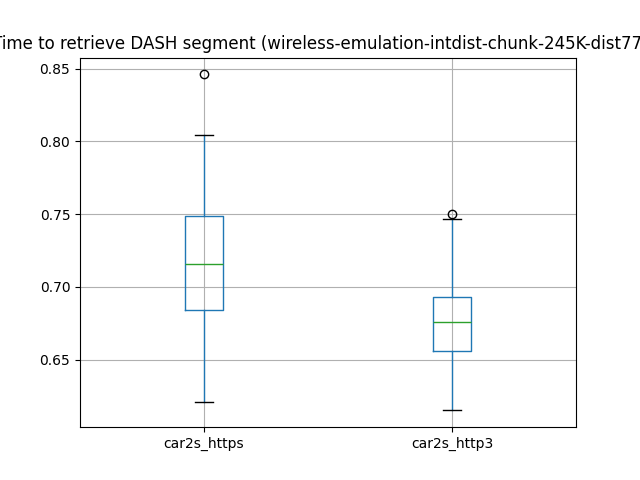 Time to retrieve DASH segment (wireless-emulation-intdist-chunk-245K-dist77
0.85
0.80
0.75
0.70
0.65
car2s_https car2s_http3